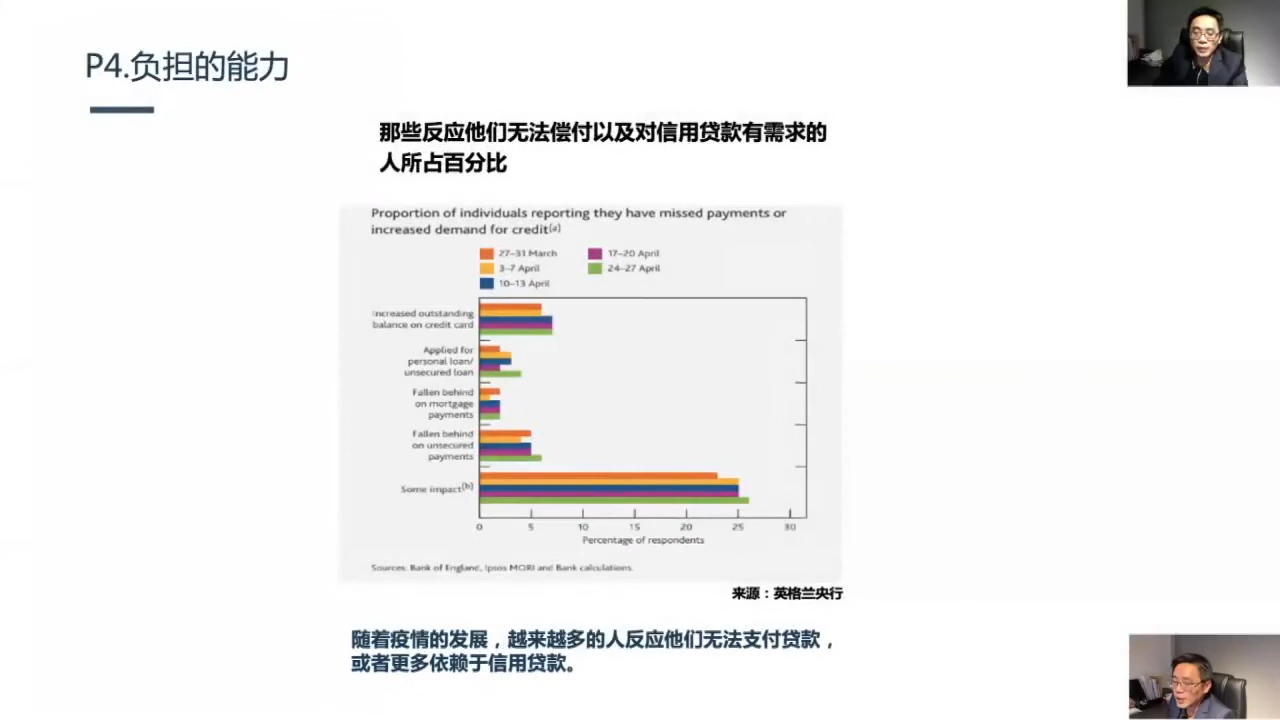 P4.负担的能力
那些反应他们无法偿付以及对信用贷款有需求的
人所占百分比
Proportion of individuals reporting they have missed payments or
increased demand for credit(a)
27–31 March
17–20 April
3–7 April
24–27 April
10–13 April
Increased outstanding
balance on credit card
Applied for
personal loan/
unsecured loan
Fallen behind
on mortgage
payments
Fallen behind
on unsecured
payments
Some impact(b)
0 5 10 15 20 25 30
Percentage of respondents
Sources: Bank of England, Ipsos MORI and Bank calculations.
来源：英格兰央行
随着疫情的发展，越来越多的人反应他们无法支付贷款，
或者更多依赖于信用贷款。